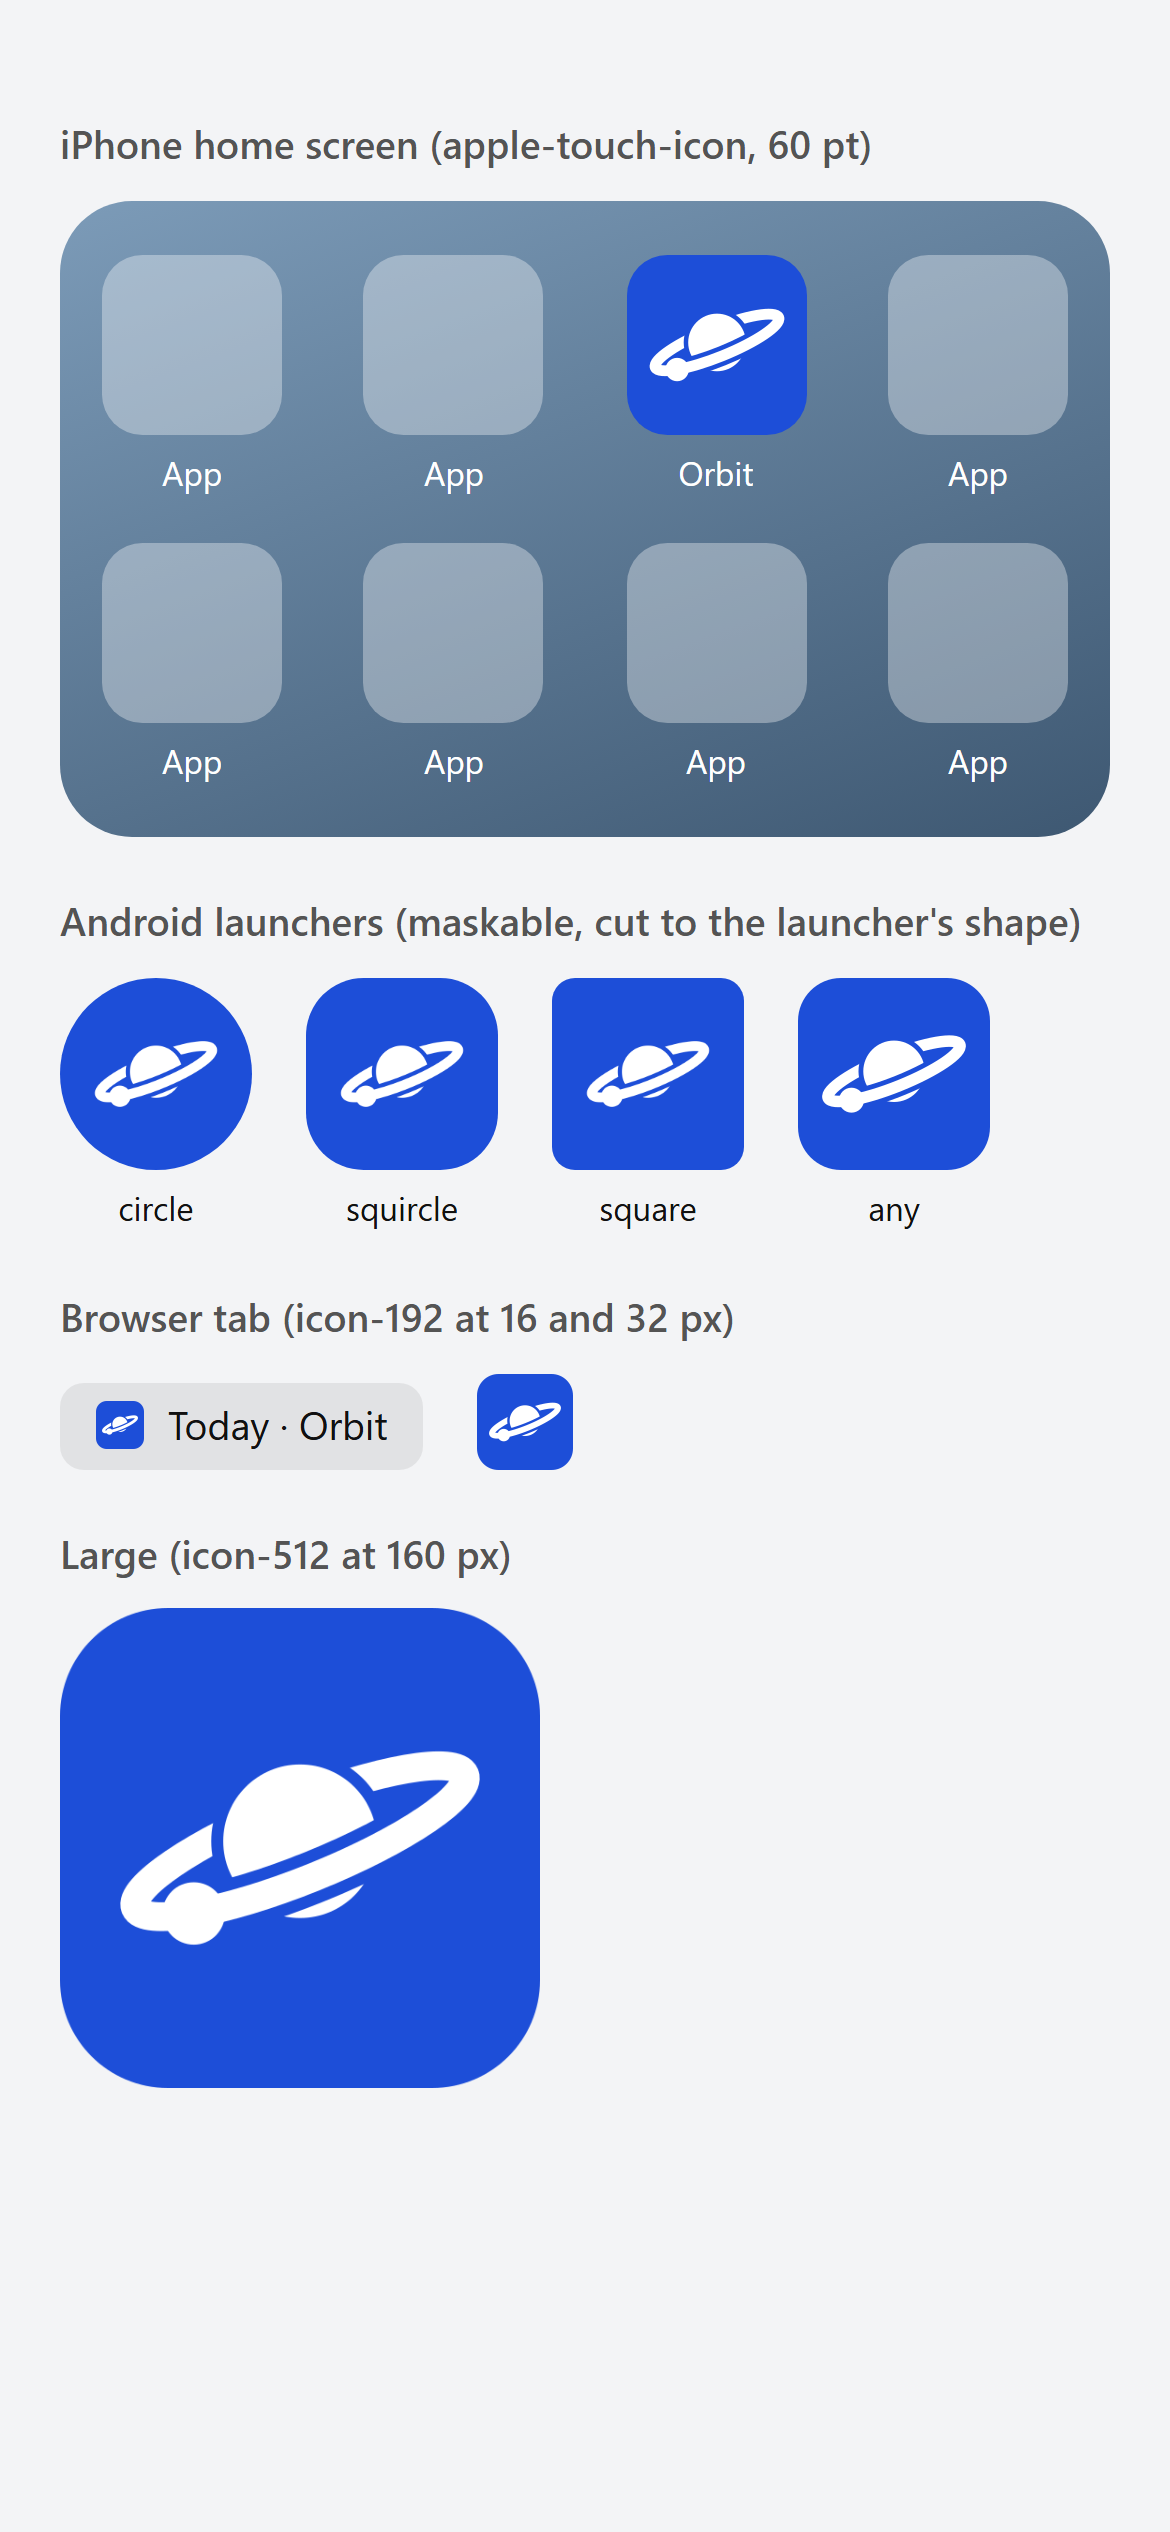 iPhone home screen (apple-touch-icon, 60 pt)
App App Orbit App
App App App App
Android launchers (maskable, cut to the launcher's shape)
circle squircle square any
Browser tab (icon-192 at 16 and 32 px)
Today · Orbit
Large (icon-512 at 160 px)